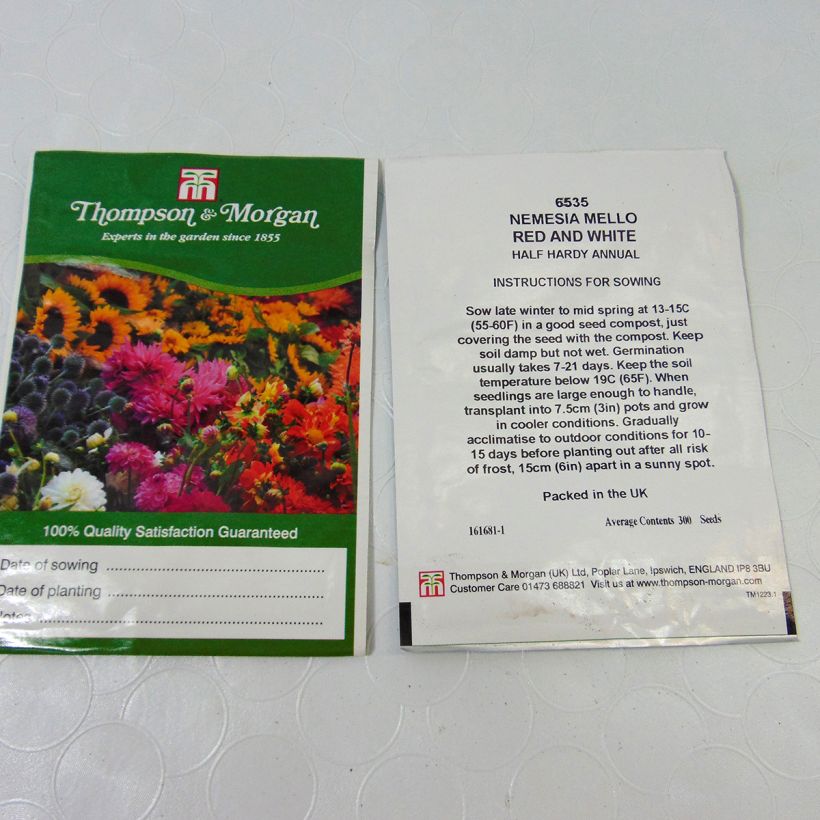 Thompson & Morgan
Experts in the garden since 1855
100% Quality Satisfaction Guaranteed
Date of sowing
Date of planting
6535
NEMESIA MELLO
RED AND WHITE
HALF HARDY ANNUAL
INSTRUCTIONS FOR SOWING
Sow late winter to mid spring at 13-15C
(55-60F) in a good seed compost, just
covering the seed with the compost. Keep
soil damp but not wet. Germination
usually takes 7-21 days. Keep the soil
temperature below 19C (65F). When
seedlings are large enough to handle,
transplant into 7.5cm (3in) pots and grow
in cooler conditions. Gradually
acclimatise to outdoor conditions for 10-
15 days before planting out after all risk
of frost, 15cm (6in) apart in a sunny spot.
Packed in the UK
161681-1 Average Contents 300 Seeds
Thompson & Morgan (UK) Ltd, Poplar Lane, Ipswich, ENGLAND IP8 3BU
Customer Care 01473 688821 Visit us at www.thompson-morgan.com
TM1223.1